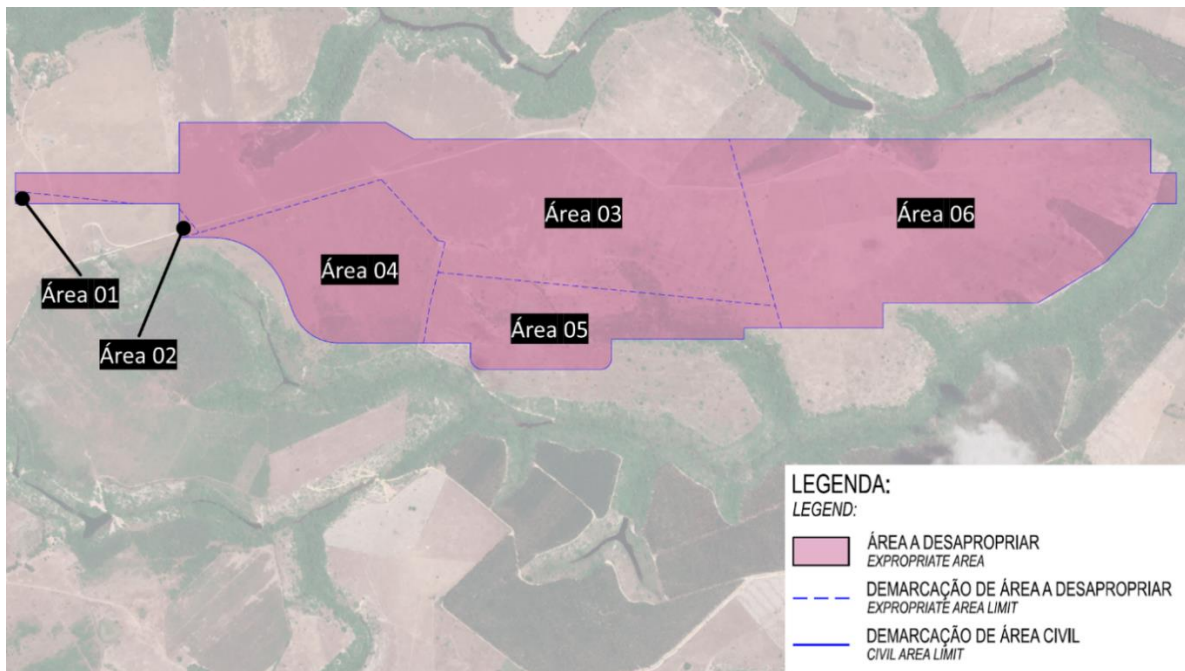 Área 03
Área 06
Área 04
Área 01
Área 05
Área 02
LEGENDA:
LEGEND:
ÁREA A DESAPROPRIAR
EXPROPRIATE AREA
DEMARCAÇÃO DE ÁREA A DESAPROPRIAR
EXPROPRIATE AREA LIMIT
DEMARCAÇÃO DE ÁREA CIVIL
CIVIL AREA LIMIT